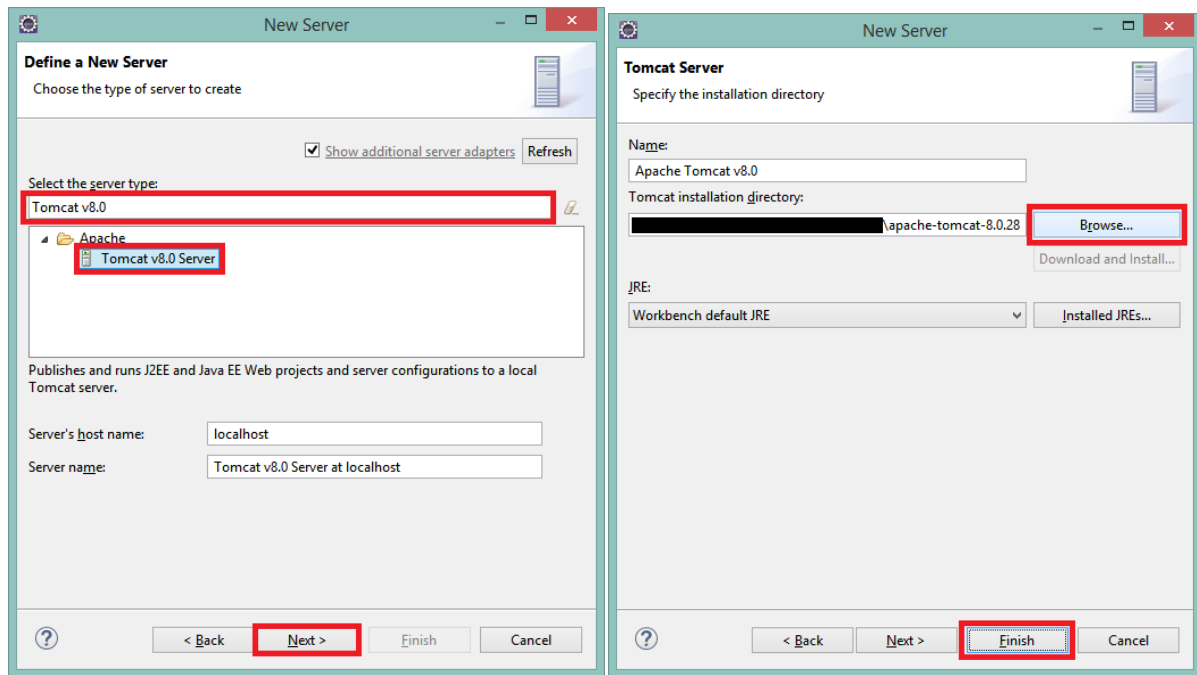 New Server
Define a New Server
Choose the type of server to create
Show additional server adapters Refresh
Select the server type:
Tomcat v8.0
Apache
Tomcat v8.0 Server
Publishes and runs J2EE and Java EE Web projects and server configurations to a local
Tomcat server.
Server's host name: localhost
Server name: Tomcat v8.0 Server at localhost
? < Back Next > Finish Cancel
New Server
Tomcat Server
Specify the installation directory
Name:
Apache Tomcat v8.0
Tomcat installation directory:
\apache-tomcat-8.0.28 Browse...
Download and Install...
JRE:
Workbench default JRE Installed JREs...
? < Back Next > Finish Cancel